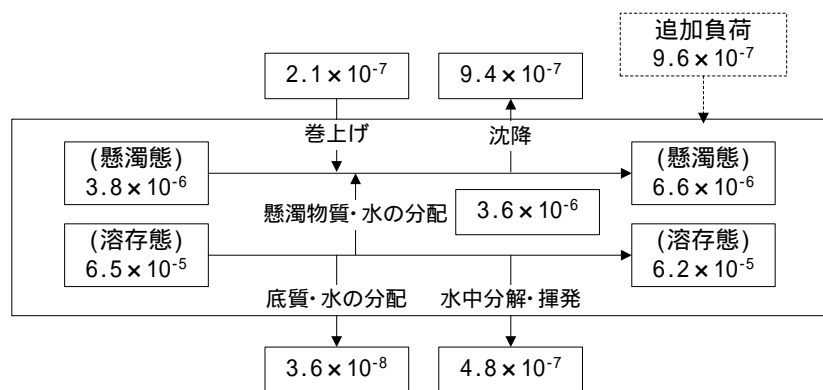 追加負荷
9.6×10⁻⁷
2.1×10⁻⁷
9.4×10⁻⁷
巻上げ
沈降
(懸濁態)
3.8×10⁻⁶
(懸濁態)
6.6×10⁻⁶
懸濁物質・水の分配
3.6×10⁻⁶
(溶存態)
6.5×10⁻⁵
(溶存態)
6.2×10⁻⁵
底質・水の分配
水中分解・揮発
3.6×10⁻⁸
4.8×10⁻⁷